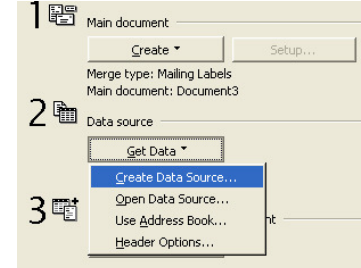 1
Main document
Create
Setup...
Merge type: Mailing Labels
Main document: Document3
2
Data source
Get Data
Create Data Source...
Open Data Source...
3
Use Address Book...
Header Options...